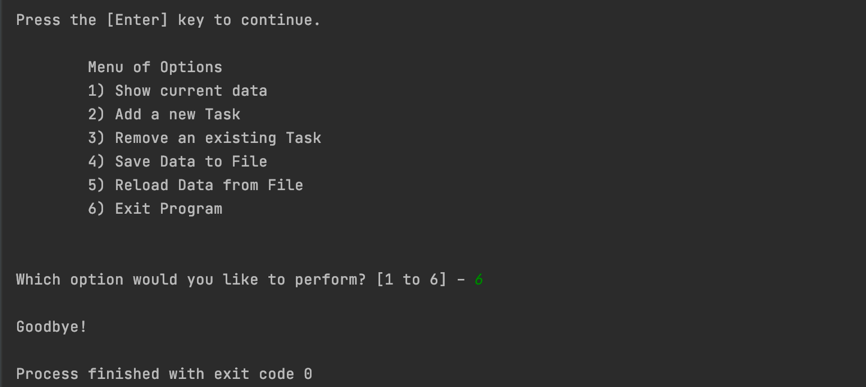 Press the [Enter] key to continue.
Menu of Options
1) Show current data
2) Add a new Task
3) Remove an existing Task
4) Save Data to File
5) Reload Data from File
6) Exit Program
Which option would you like to perform? [1 to 6] - 6
Goodbye!
Process finished with exit code 0